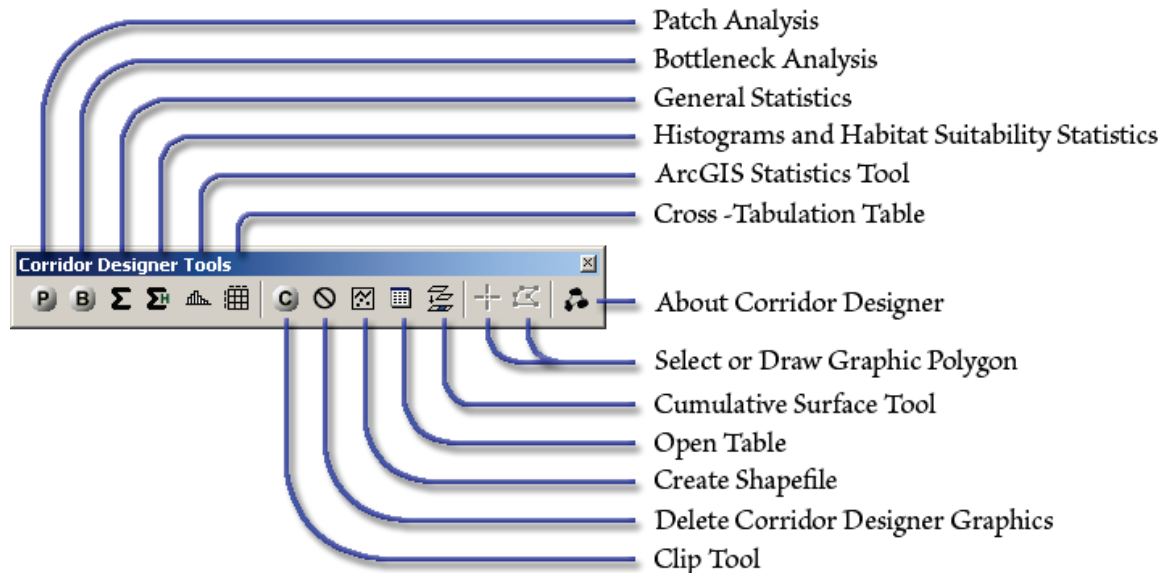 Patch Analysis
Bottleneck Analysis
General Statistics
Histograms and Habitat Suitability Statistics
ArcGIS Statistics Tool
Cross -Tabulation Table
Corridor Designer Tools
P B Σ ΣH C
About Corridor Designer
Select or Draw Graphic Polygon
Cumulative Surface Tool
Open Table
Create Shapefile
Delete Corridor Designer Graphics
Clip Tool